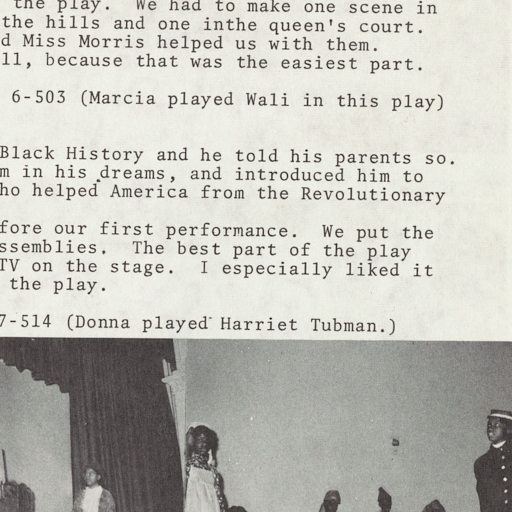 the play. We had to make one scene in
the hills and one inthe queen's court.
d Miss Morris helped us with them.
ll, because that was the easiest part.
6-503 (Marcia played Wali in this play)
Black History and he told his parents so.
m in his dreams, and introduced him to
ho helped America from the Revolutionary
fore our first performance. We put the
ssemblies. The best part of the play
TV on the stage. I especially liked it
the play.
7-514 (Donna played Harriet Tubman.)